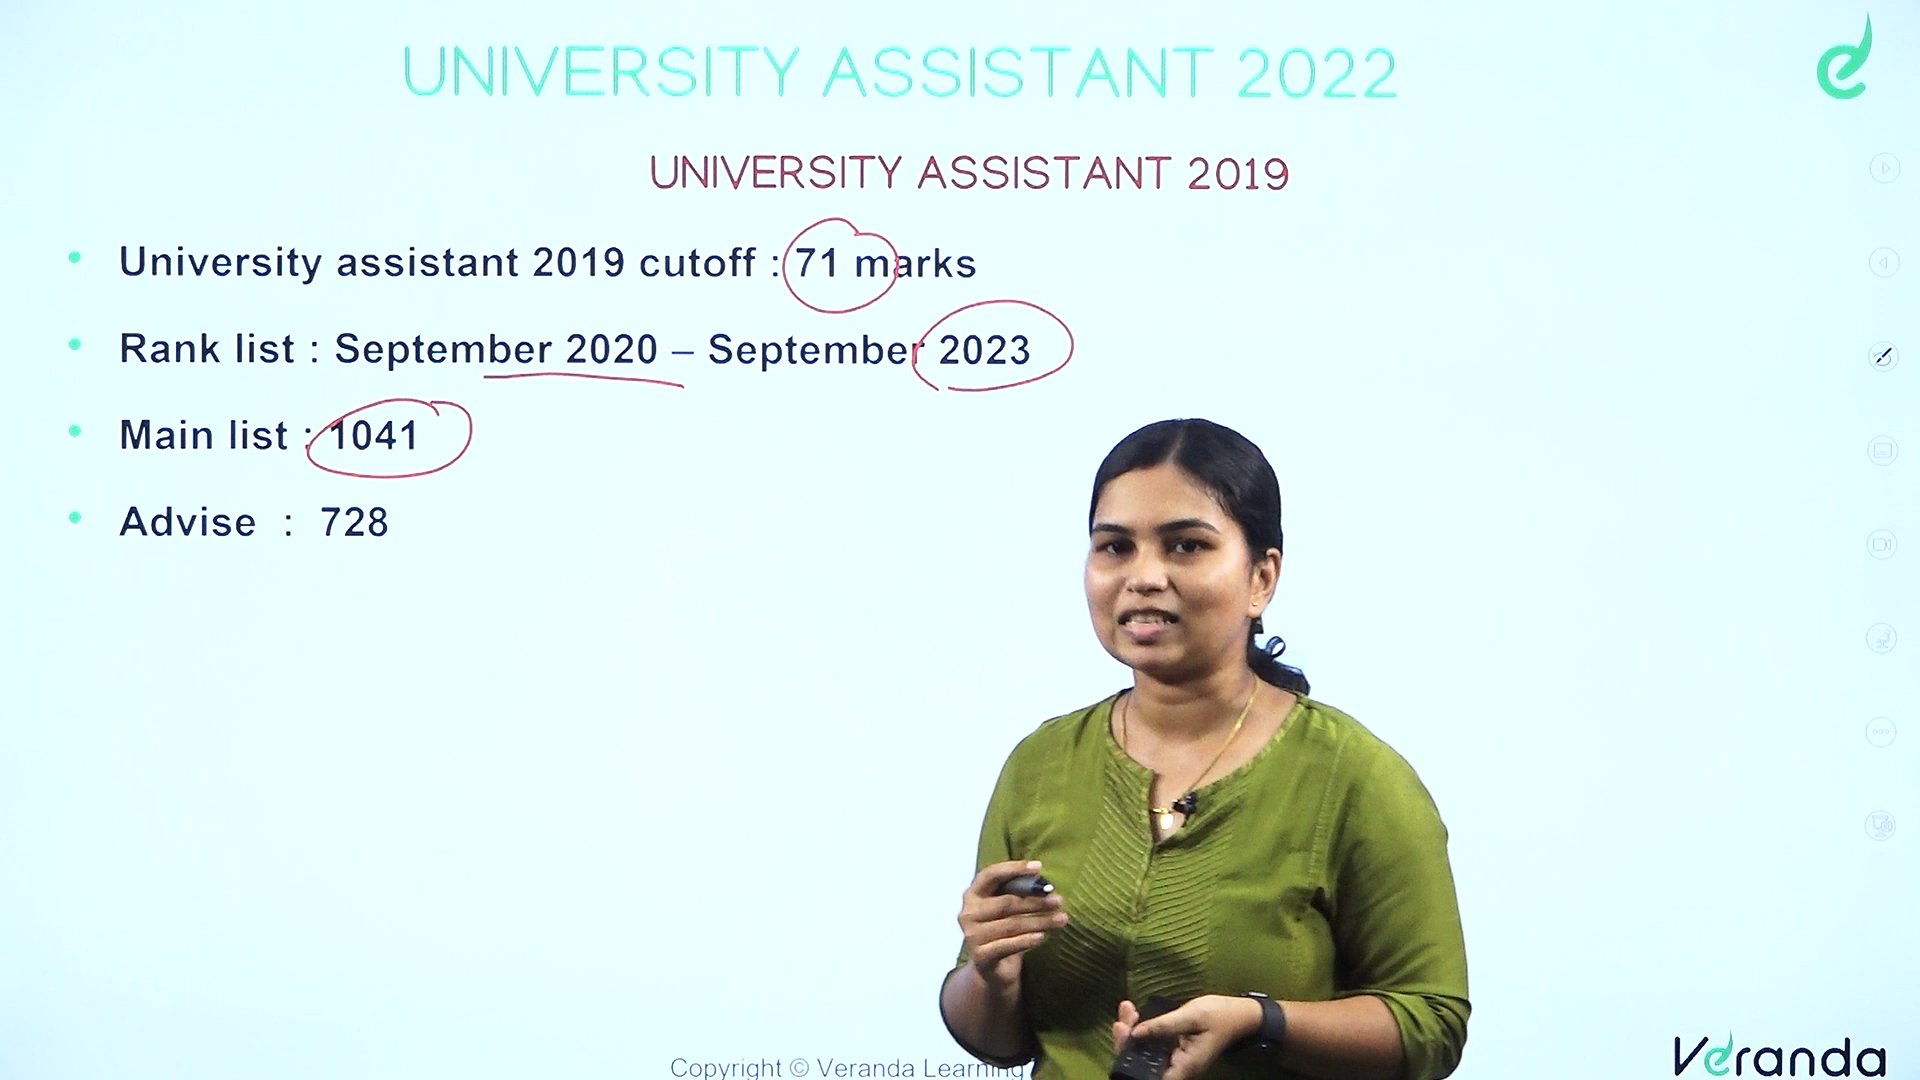 UNIVERSITY ASSISTANT 2022
UNIVERSITY ASSISTANT 2019
• University assistant 2019 cutoff : 71 marks
• Rank list : September 2020 – September 2023
• Main list : 1041
• Advise : 728
Copyright © Veranda Learning
Veranda